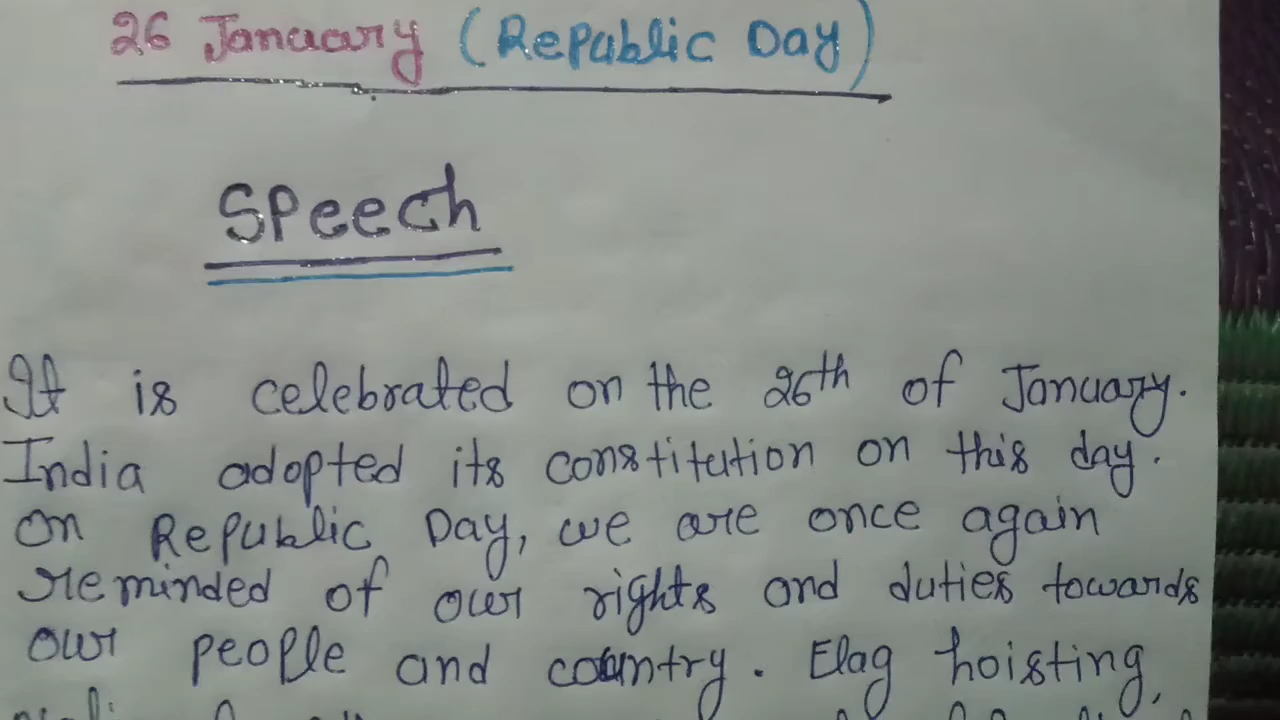 26 January (Republic Day)
Speech
It is celebrated on the 26th of January.
India adopted its constitution on this day.
On Republic Day, we are once again
reminded of our rights and duties towards
our people and country. Flag hoisting,